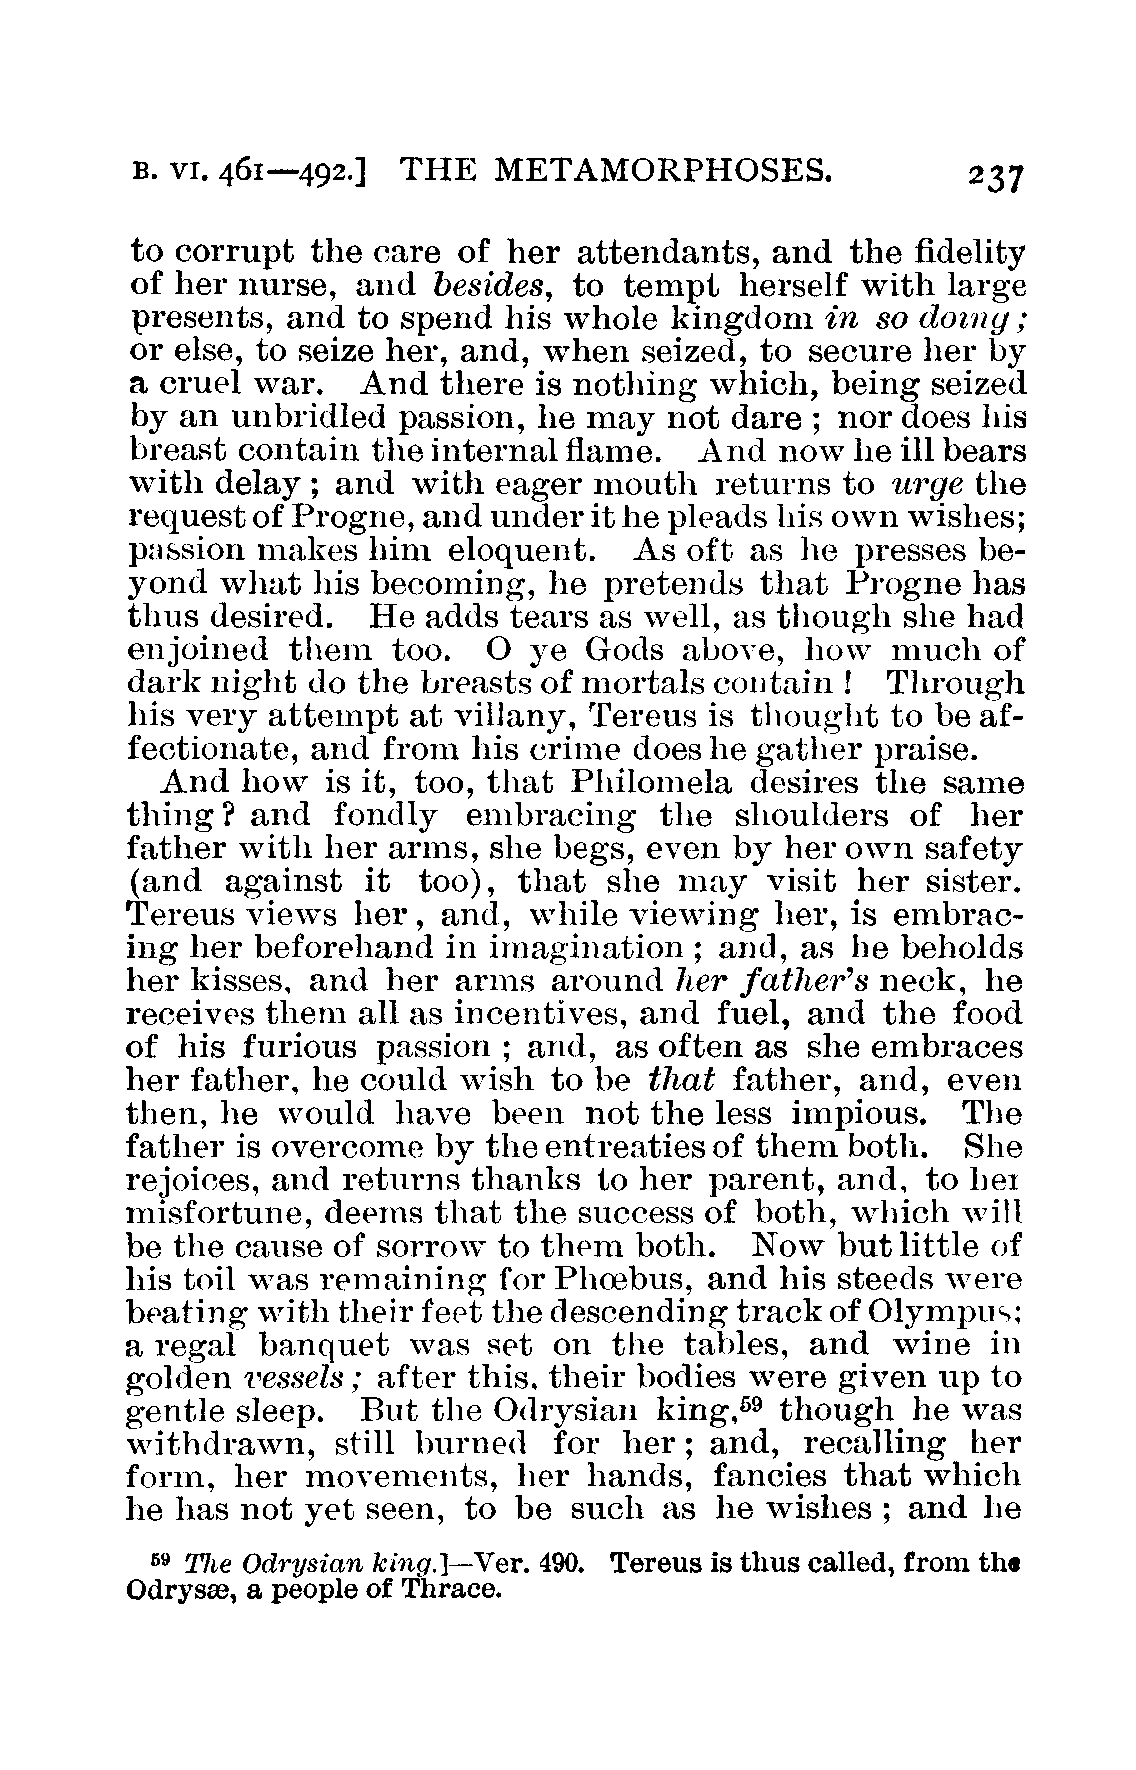 B. VI. 461—492.] THE METAMORPHOSES. 237
to corrupt the care of her attendants, and the fidelity
of her nurse, and besides, to tempt herself with large
presents, and to spend his whole kingdom in so doing;
or else, to seize her, and, when seized, to secure her by
a cruel war. And there is nothing which, being seized
by an unbridled passion, he may not dare ; nor does his
breast contain the internal flame. And now he ill bears
with delay ; and with eager mouth returns to urge the
request of Progne, and under it he pleads his own wishes;
passion makes him eloquent. As oft as he presses be-
yond what his becoming, he pretends that Progne has
thus desired. He adds tears as well, as though she had
enjoined them too. O ye Gods above, how much of
dark night do the breasts of mortals contain ! Through
his very attempt at villany, Tereus is thought to be af-
fectionate, and from his crime does he gather praise.
And how is it, too, that Philomela desires the same
thing ? and fondly embracing the shoulders of her
father with her arms, she begs, even by her own safety
(and against it too), that she may visit her sister.
Tereus views her, and, while viewing her, is embrac-
ing her beforehand in imagination ; and, as he beholds
her kisses, and her arms around her father's neck, he
receives them all as incentives, and fuel, and the food
of his furious passion ; and, as often as she embraces
her father, he could wish to be that father, and, even
then, he would have been not the less impious. The
father is overcome by the entreaties of them both. She
rejoices, and returns thanks to her parent, and, to her
misfortune, deems that the success of both, which will
be the cause of sorrow to them both. Now but little of
his toil was remaining for Phœbus, and his steeds were
beating with their feet the descending track of Olympus;
a regal banquet was set on the tables, and wine in
golden vessels; after this, their bodies were given up to
gentle sleep. But the Odrysian king,⁵⁹ though he was
withdrawn, still burned for her ; and, recalling her
form, her movements, her hands, fancies that which
he has not yet seen, to be such as he wishes ; and he
⁵⁹ The Odrysian king.]—Ver. 490. Tereus is thus called, from the
Odrysæ, a people of Thrace.